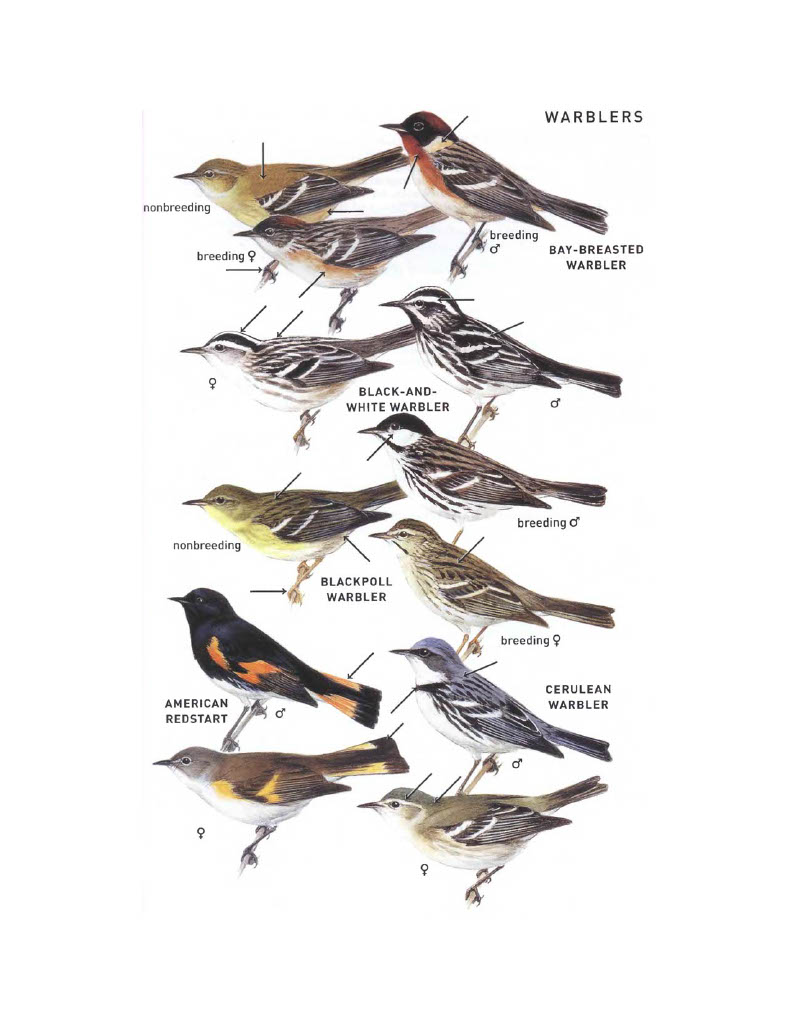 WARBLERS
nonbreeding
breeding ♀
breeding
♂
BAY-BREASTED
WARBLER
♀
BLACK-AND-
WHITE WARBLER
♂
breeding ♂
nonbreeding
BLACKPOLL
WARBLER
breeding ♀
AMERICAN
REDSTART
♂
CERULEAN
WARBLER
♂
♀
♀